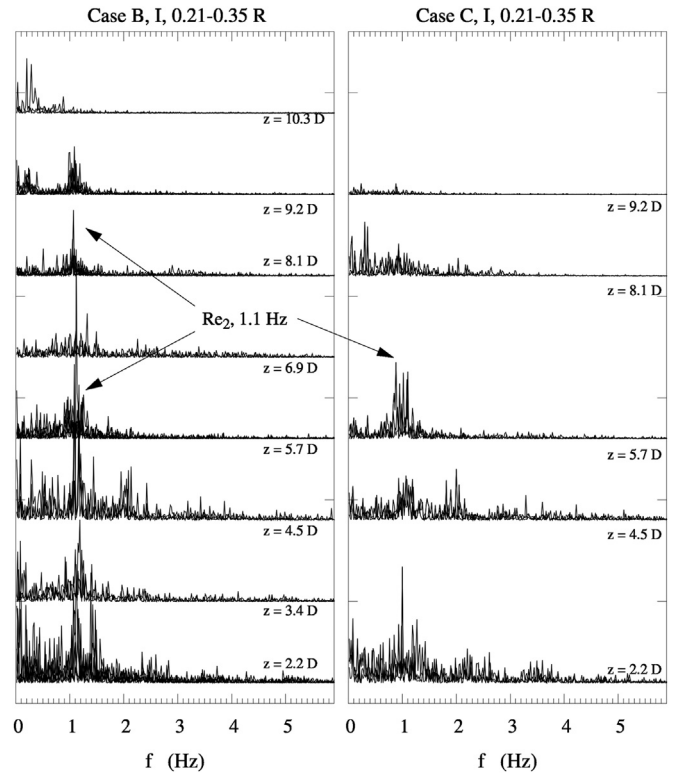 Case B, I, 0.21-0.35 R
Case C, I, 0.21-0.35 R
z = 10.3 D
z = 9.2 D
z = 9.2 D
z = 8.1 D
z = 8.1 D
Re₂, 1.1 Hz
z = 6.9 D
z = 5.7 D
z = 5.7 D
z = 4.5 D
z = 4.5 D
z = 3.4 D
z = 2.2 D
z = 2.2 D
0 1 2 3 4 5
0 1 2 3 4 5
f (Hz)
f (Hz)